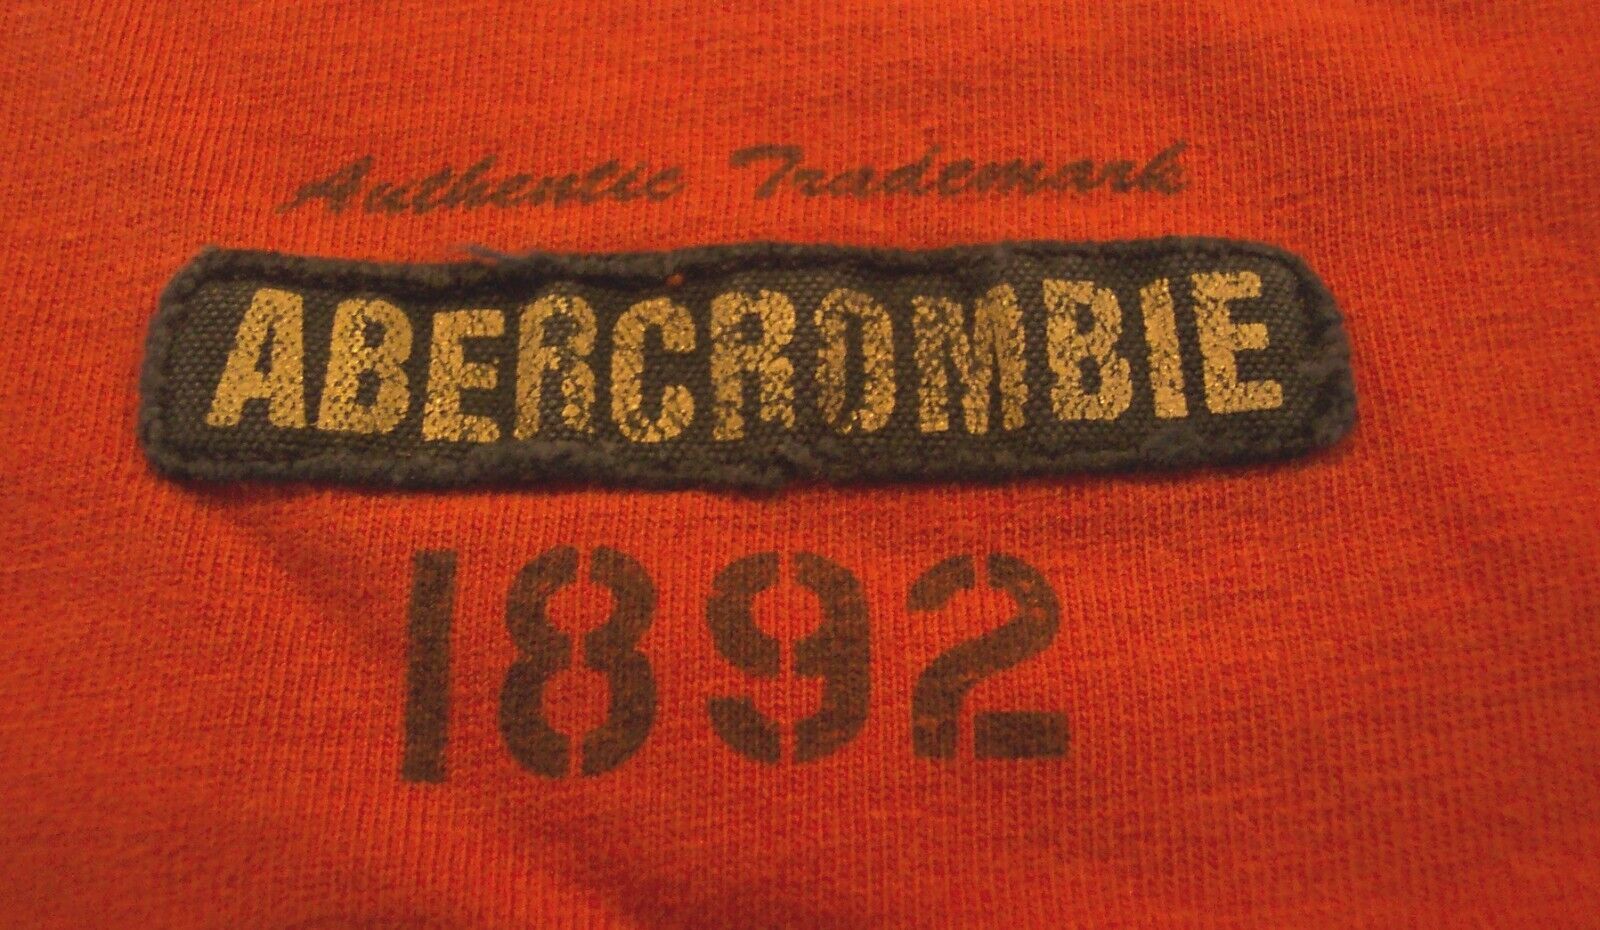 Authentic Trademark
ABERCROMBIE
1892